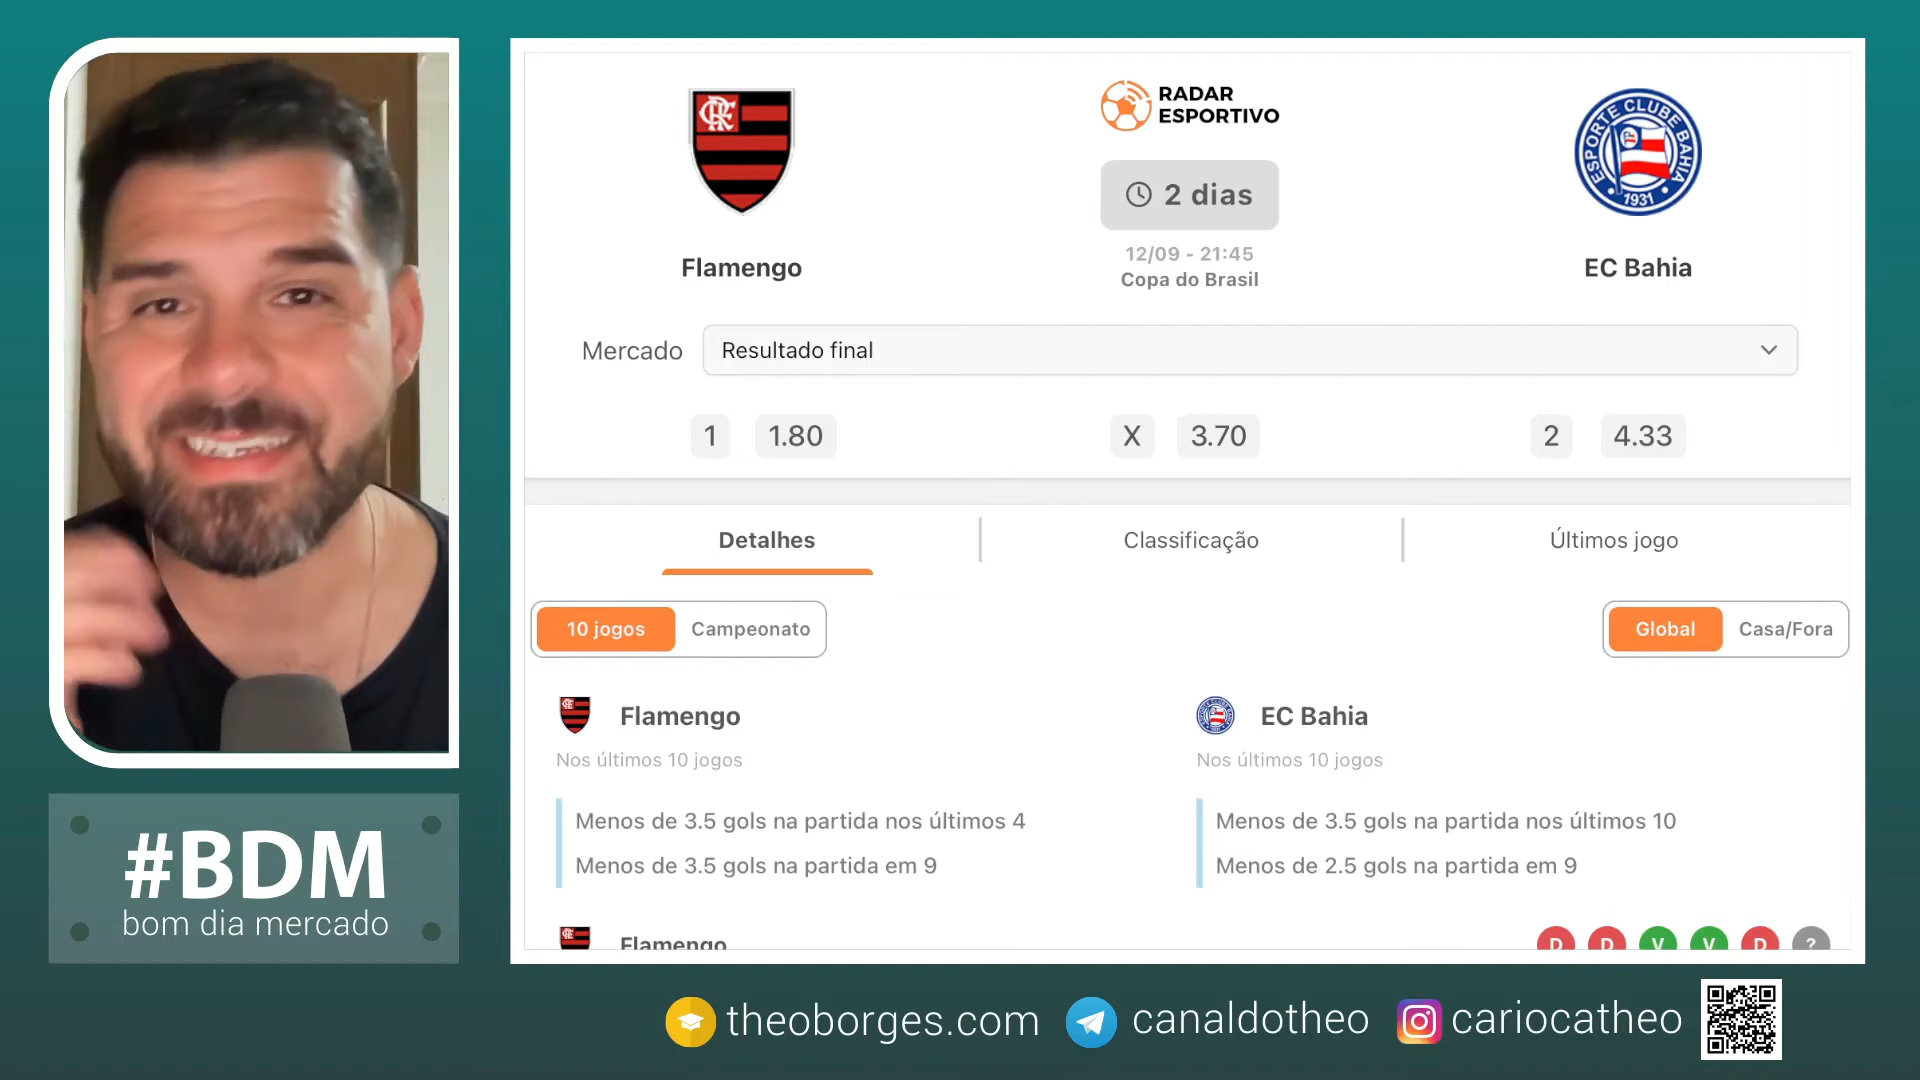 RADAR
ESPORTIVO
2 dias
12/09 - 21:45
Copa do Brasil
Flamengo
EC Bahia
ESPORTE CLUBE BAHIA
1931
Mercado
Resultado final
1
1.80
X
3.70
2
4.33
Detalhes
Classificação
Últimos jogo
10 jogos
Campeonato
Global
Casa/Fora
Flamengo
Nos últimos 10 jogos
Menos de 3.5 gols na partida nos últimos 4
Menos de 3.5 gols na partida em 9
EC Bahia
Nos últimos 10 jogos
Menos de 3.5 gols na partida nos últimos 10
Menos de 2.5 gols na partida em 9
Flamengo
D D V V D ?
#BDM
bom dia mercado
theoborges.com
canaldotheo
cariocatheo